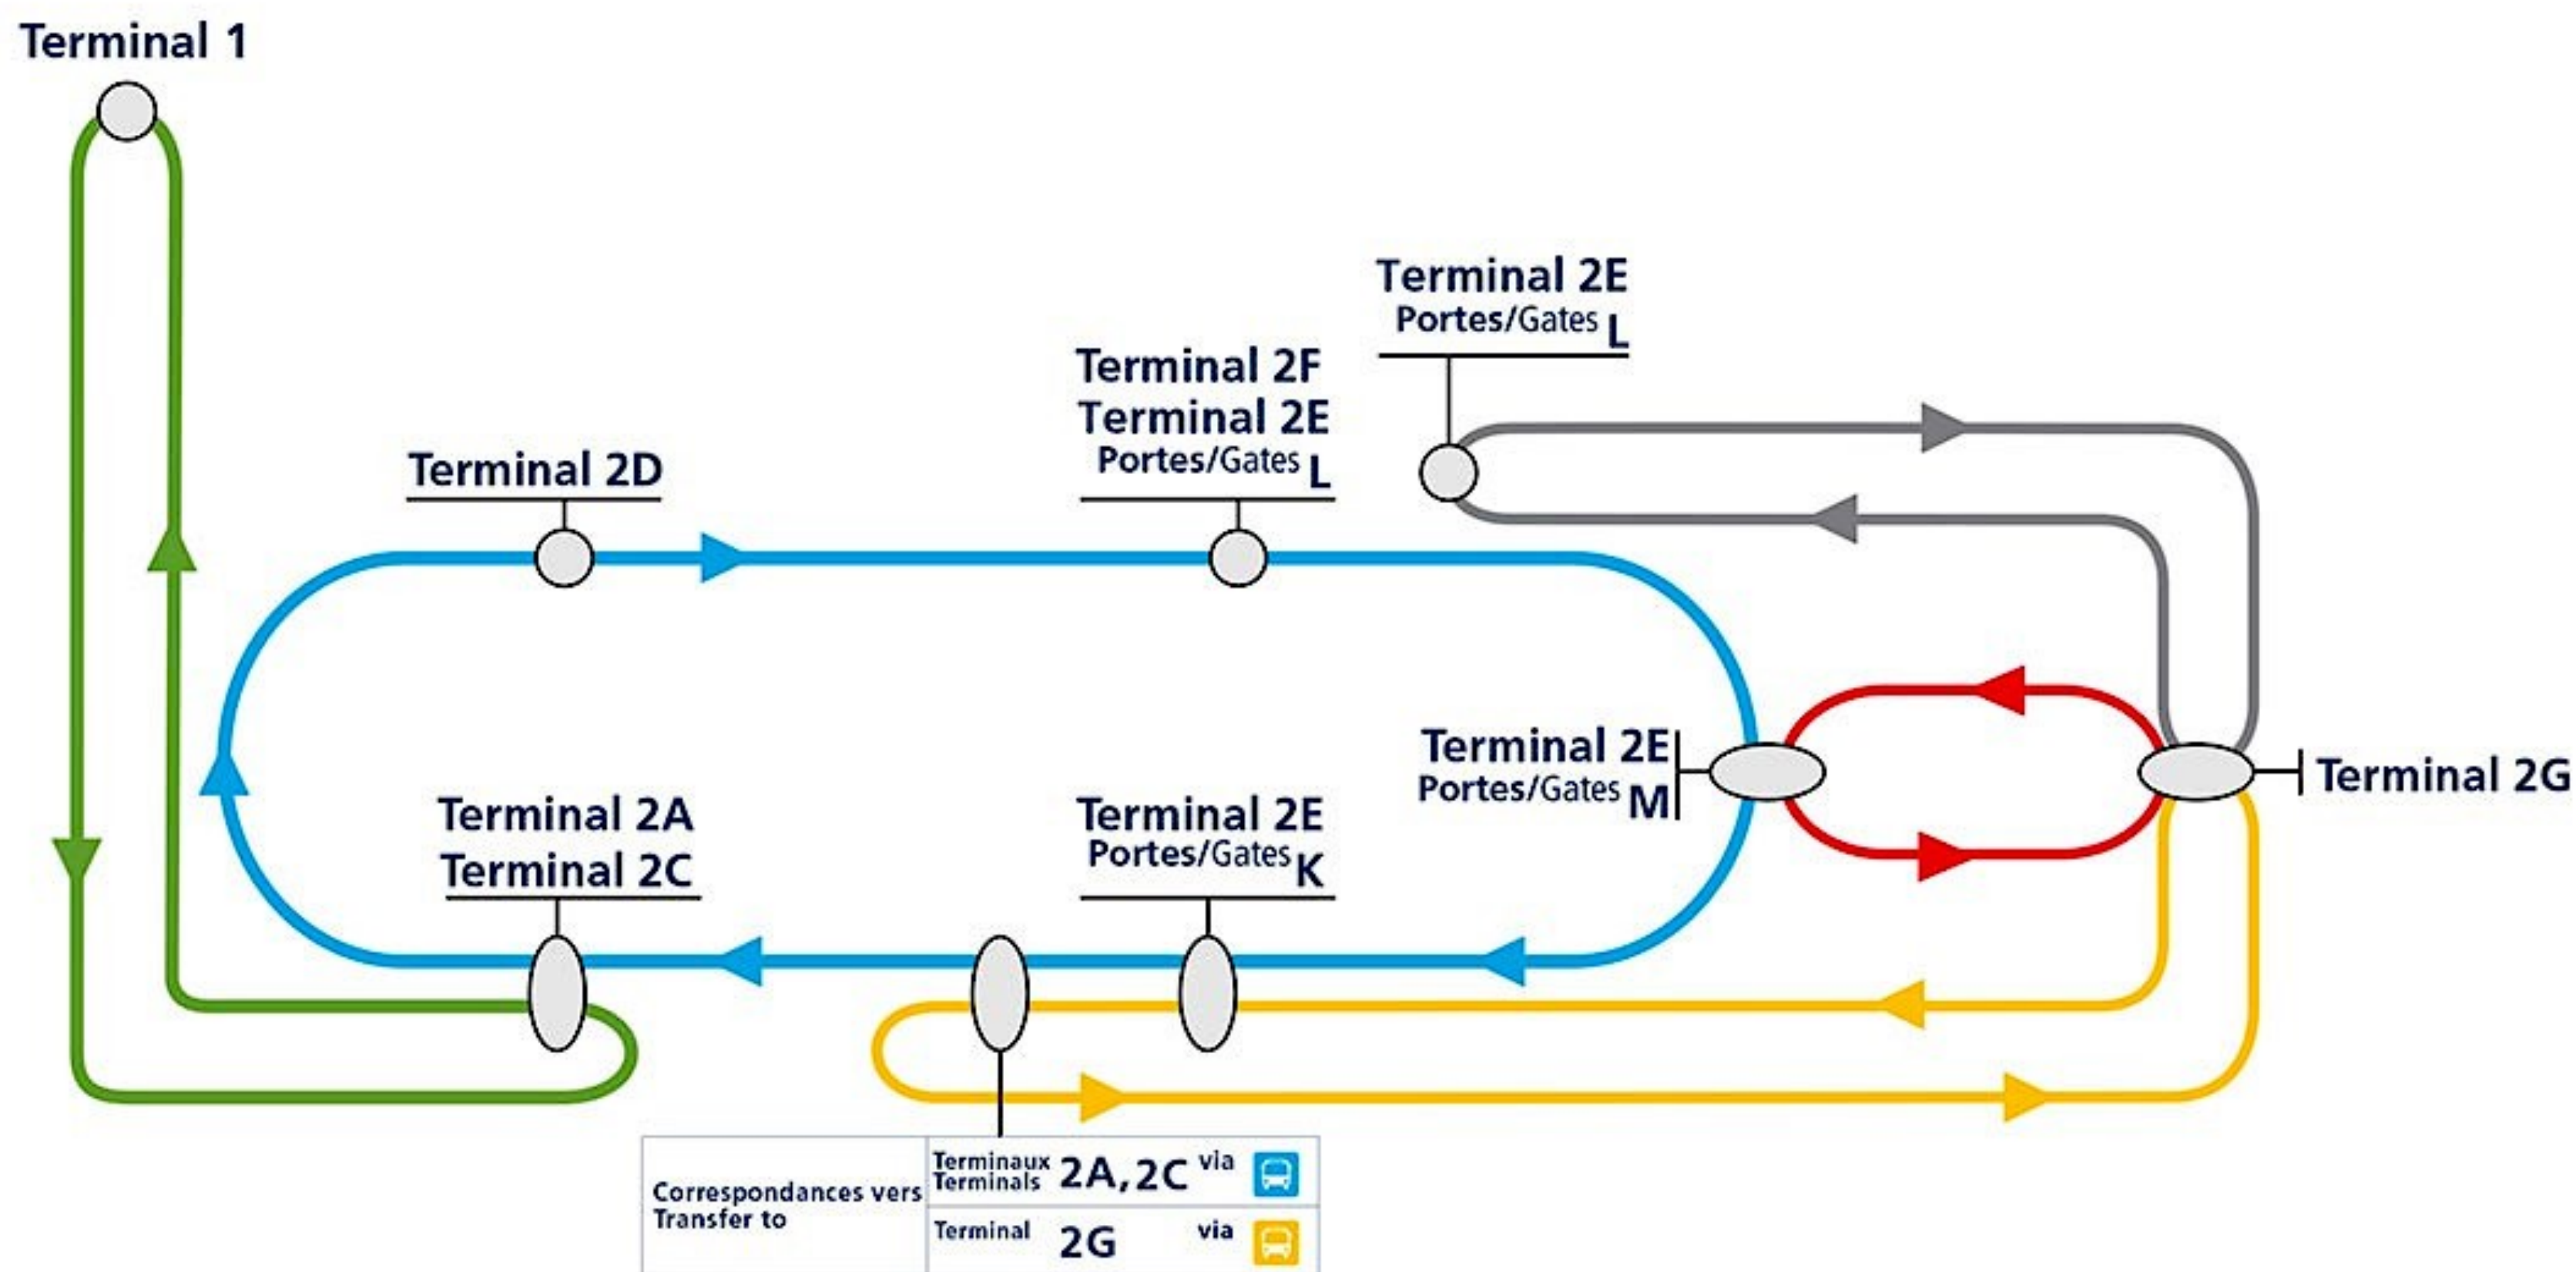 Terminal 1
Terminal 2E
Portes/Gates L
Terminal 2F
Terminal 2E
Portes/Gates L
Terminal 2D
Terminal 2E
Portes/Gates M
Terminal 2G
Terminal 2A
Terminal 2C
Terminal 2E
Portes/Gates K
Correspondances vers
Transfer to
Terminaux
Terminals 2A, 2C via
Terminal 2G via